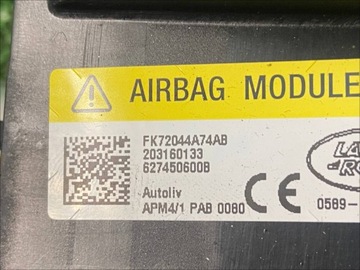 AIRBAG MODULE
FK72044A74AB
203160133
627450600B
Autoliv
APM4/1 PAB 0080
CE
0589-